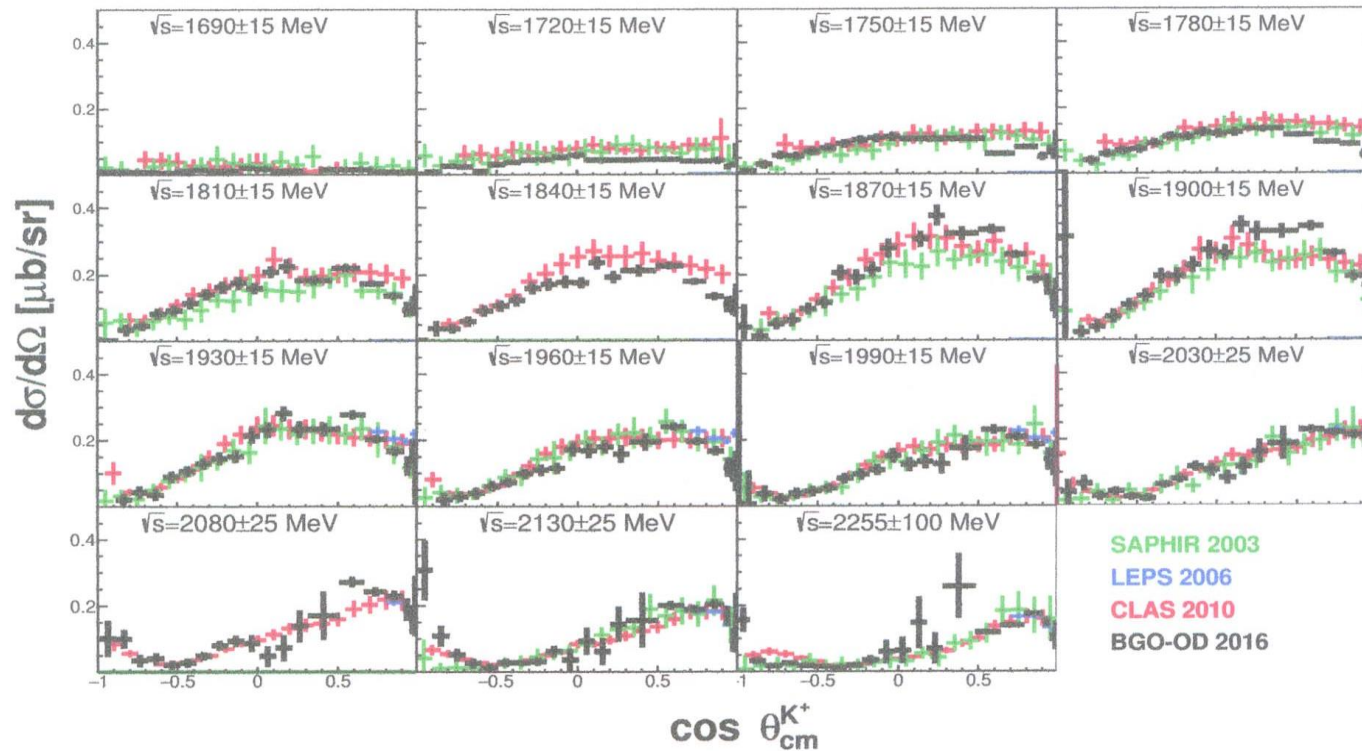 √s=1690±15 MeV √s=1720±15 MeV √s=1750±15 MeV √s=1780±15 MeV
0.4
0.2
√s=1810±15 MeV √s=1840±15 MeV √s=1870±15 MeV √s=1900±15 MeV
0.4
0.2
dσ/dΩ [μb/sr]
√s=1930±15 MeV √s=1960±15 MeV √s=1990±15 MeV √s=2030±25 MeV
0.4
0.2
√s=2080±25 MeV √s=2130±25 MeV √s=2255±100 MeV
0.4
0.2
SAPHIR 2003
LEPS 2006
CLAS 2010
BGO-OD 2016
−1 −0.5 0 0.5 −0.5 0 0.5 1 −0.5 0 0.5
cos θ_cm^K⁺